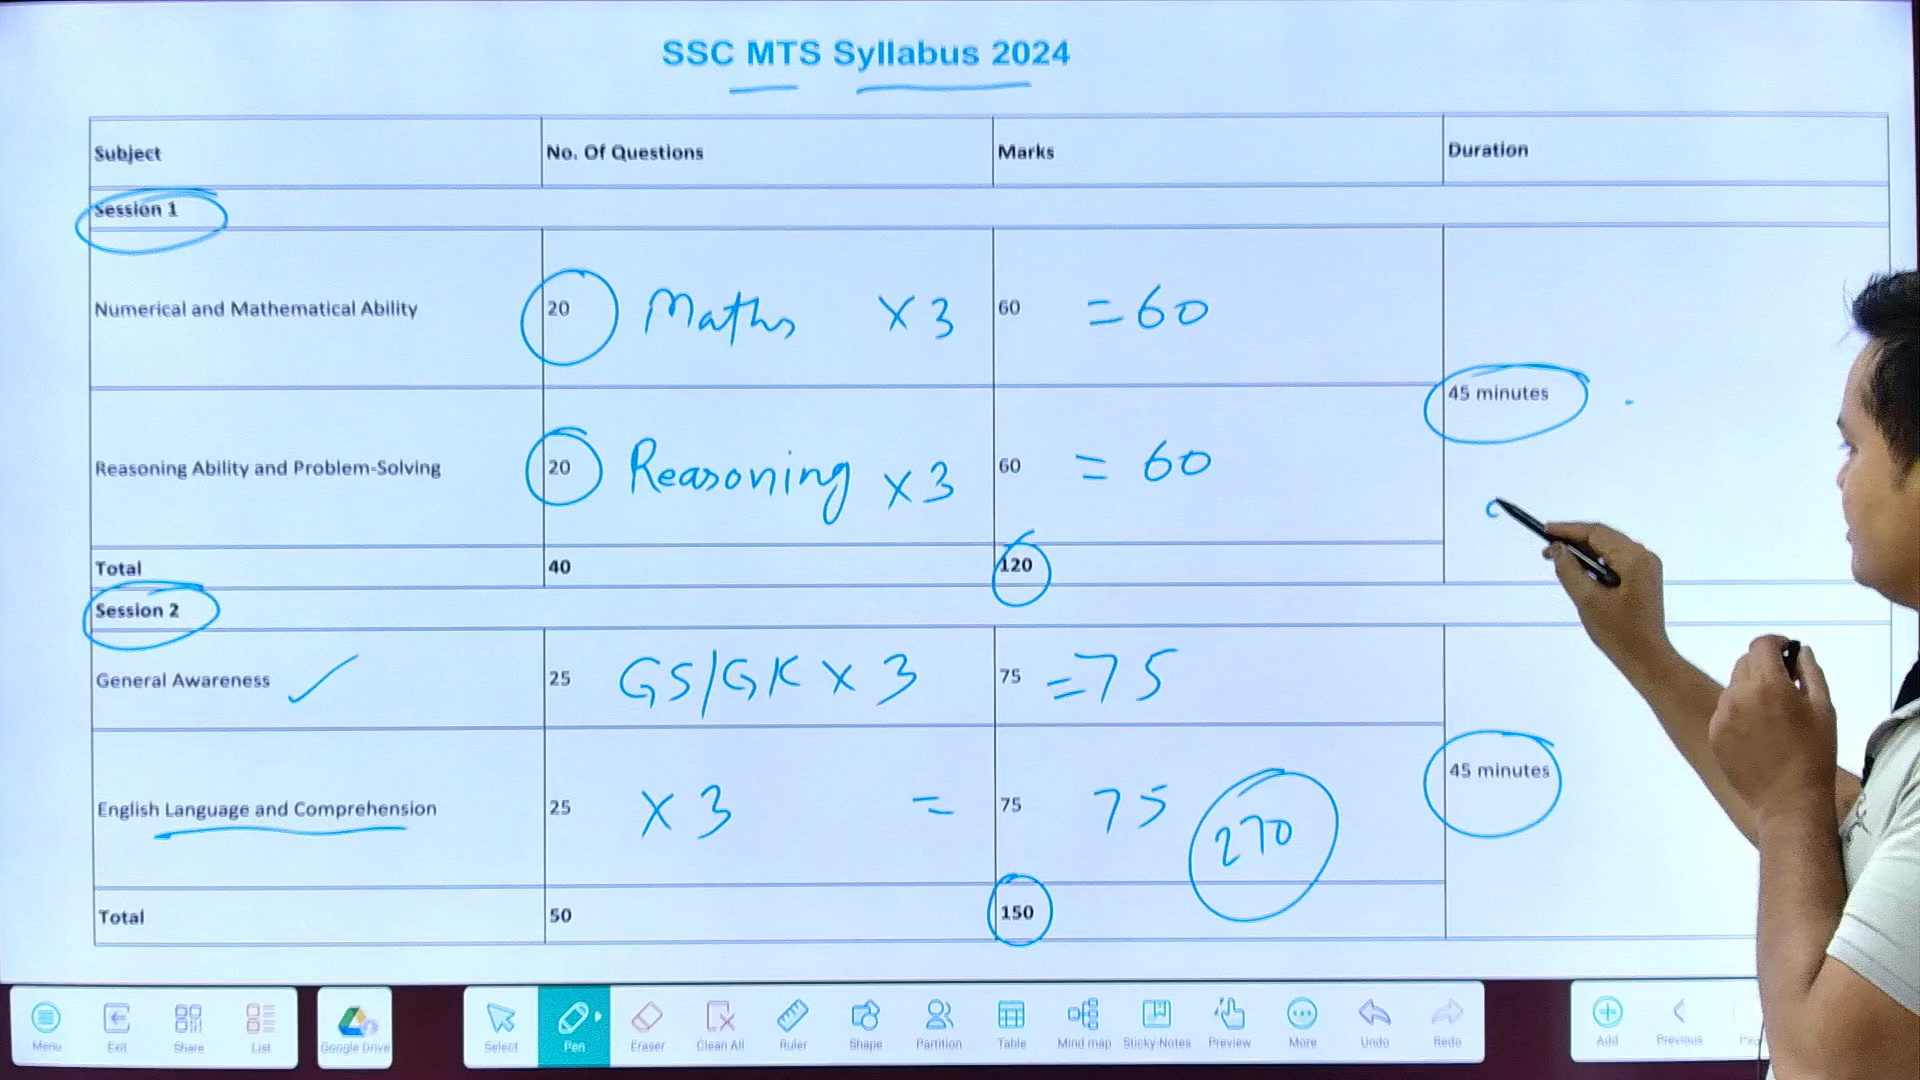 SSC MTS Syllabus 2024
Subject No. Of Questions Marks Duration
Session 1
Numerical and Mathematical Ability 20 Maths X 3 60 = 60
45 minutes
Reasoning Ability and Problem-Solving 20 Reasoning X 3 60 = 60
Total 40 120
Session 2
General Awareness 25 GS/GK X 3 75 = 75
45 minutes
English Language and Comprehension 25 X 3 = 75 75 270
Total 50 150
Menu Exit Share List Google Drive Select Pen Eraser Clean All Ruler Shape Partition Table Mind map Sticky Notes Preview More Undo Redo Add Previous